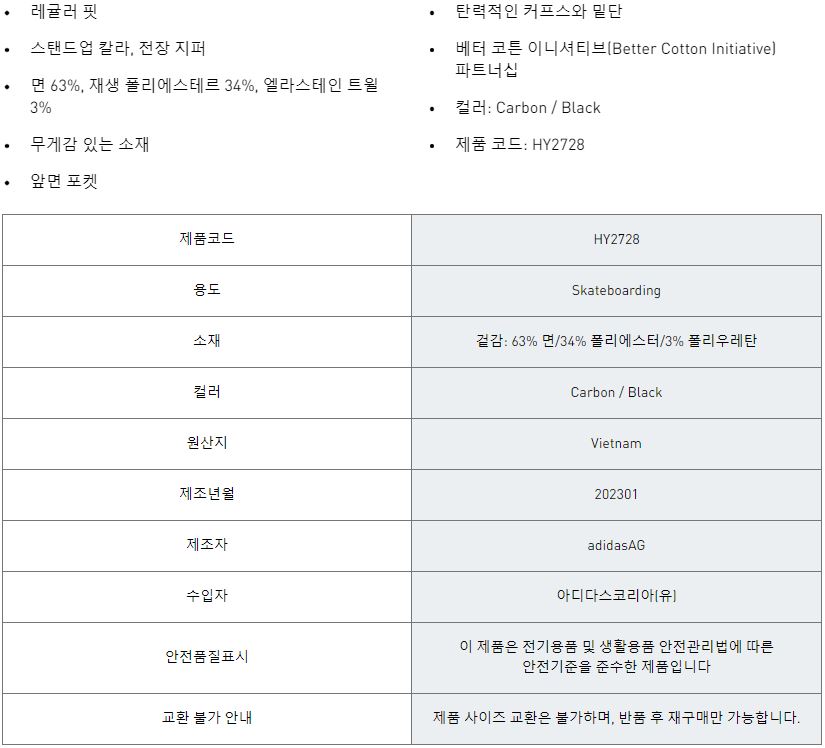 레귤러 핏
스탠드업 칼라, 전장 지퍼
면 63%, 재생 폴리에스테르 34%, 엘라스테인 트윌
3%
무게감 있는 소재
앞면 포켓
탄력적인 커프스와 밑단
베터 코튼 이니셔티브(Better Cotton Initiative)
파트너십
컬러: Carbon / Black
제품 코드: HY2728
제품코드 HY2728
용도 Skateboarding
소재 겉감: 63% 면/34% 폴리에스터/3% 폴리우레탄
컬러 Carbon / Black
원산지 Vietnam
제조년월 202301
제조자 adidasAG
수입자 아디다스코리아(유)
안전품질표시 이 제품은 전기용품 및 생활용품 안전관리법에 따른
안전기준을 준수한 제품입니다
교환 불가 안내 제품 사이즈 교환은 불가하며, 반품 후 재구매만 가능합니다.